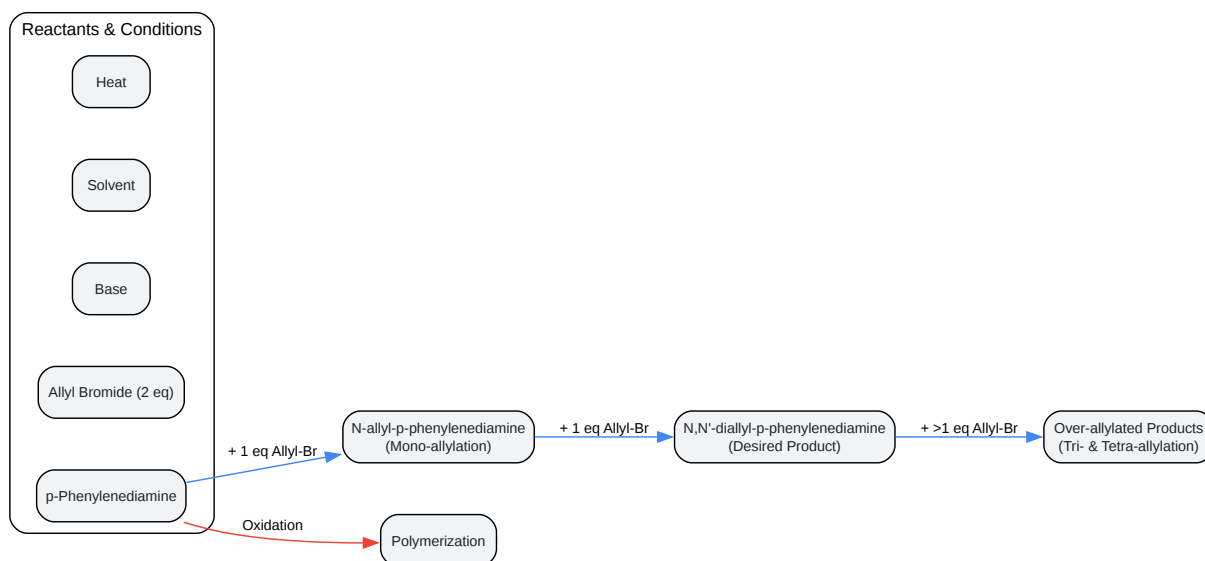 Reactants & Conditions
Heat
Solvent
Base
Allyl Bromide (2 eq)
p-Phenylenediamine
+ 1 eq Allyl-Br
Oxidation
N-allyl-p-phenylenediamine
(Mono-allylation)
Polymerization
+ 1 eq Allyl-Br
N,N'-diallyl-p-phenylenediamine
(Desired Product)
+ >1 eq Allyl-Br
Over-allylated Products
(Tri- & Tetra-allylation)